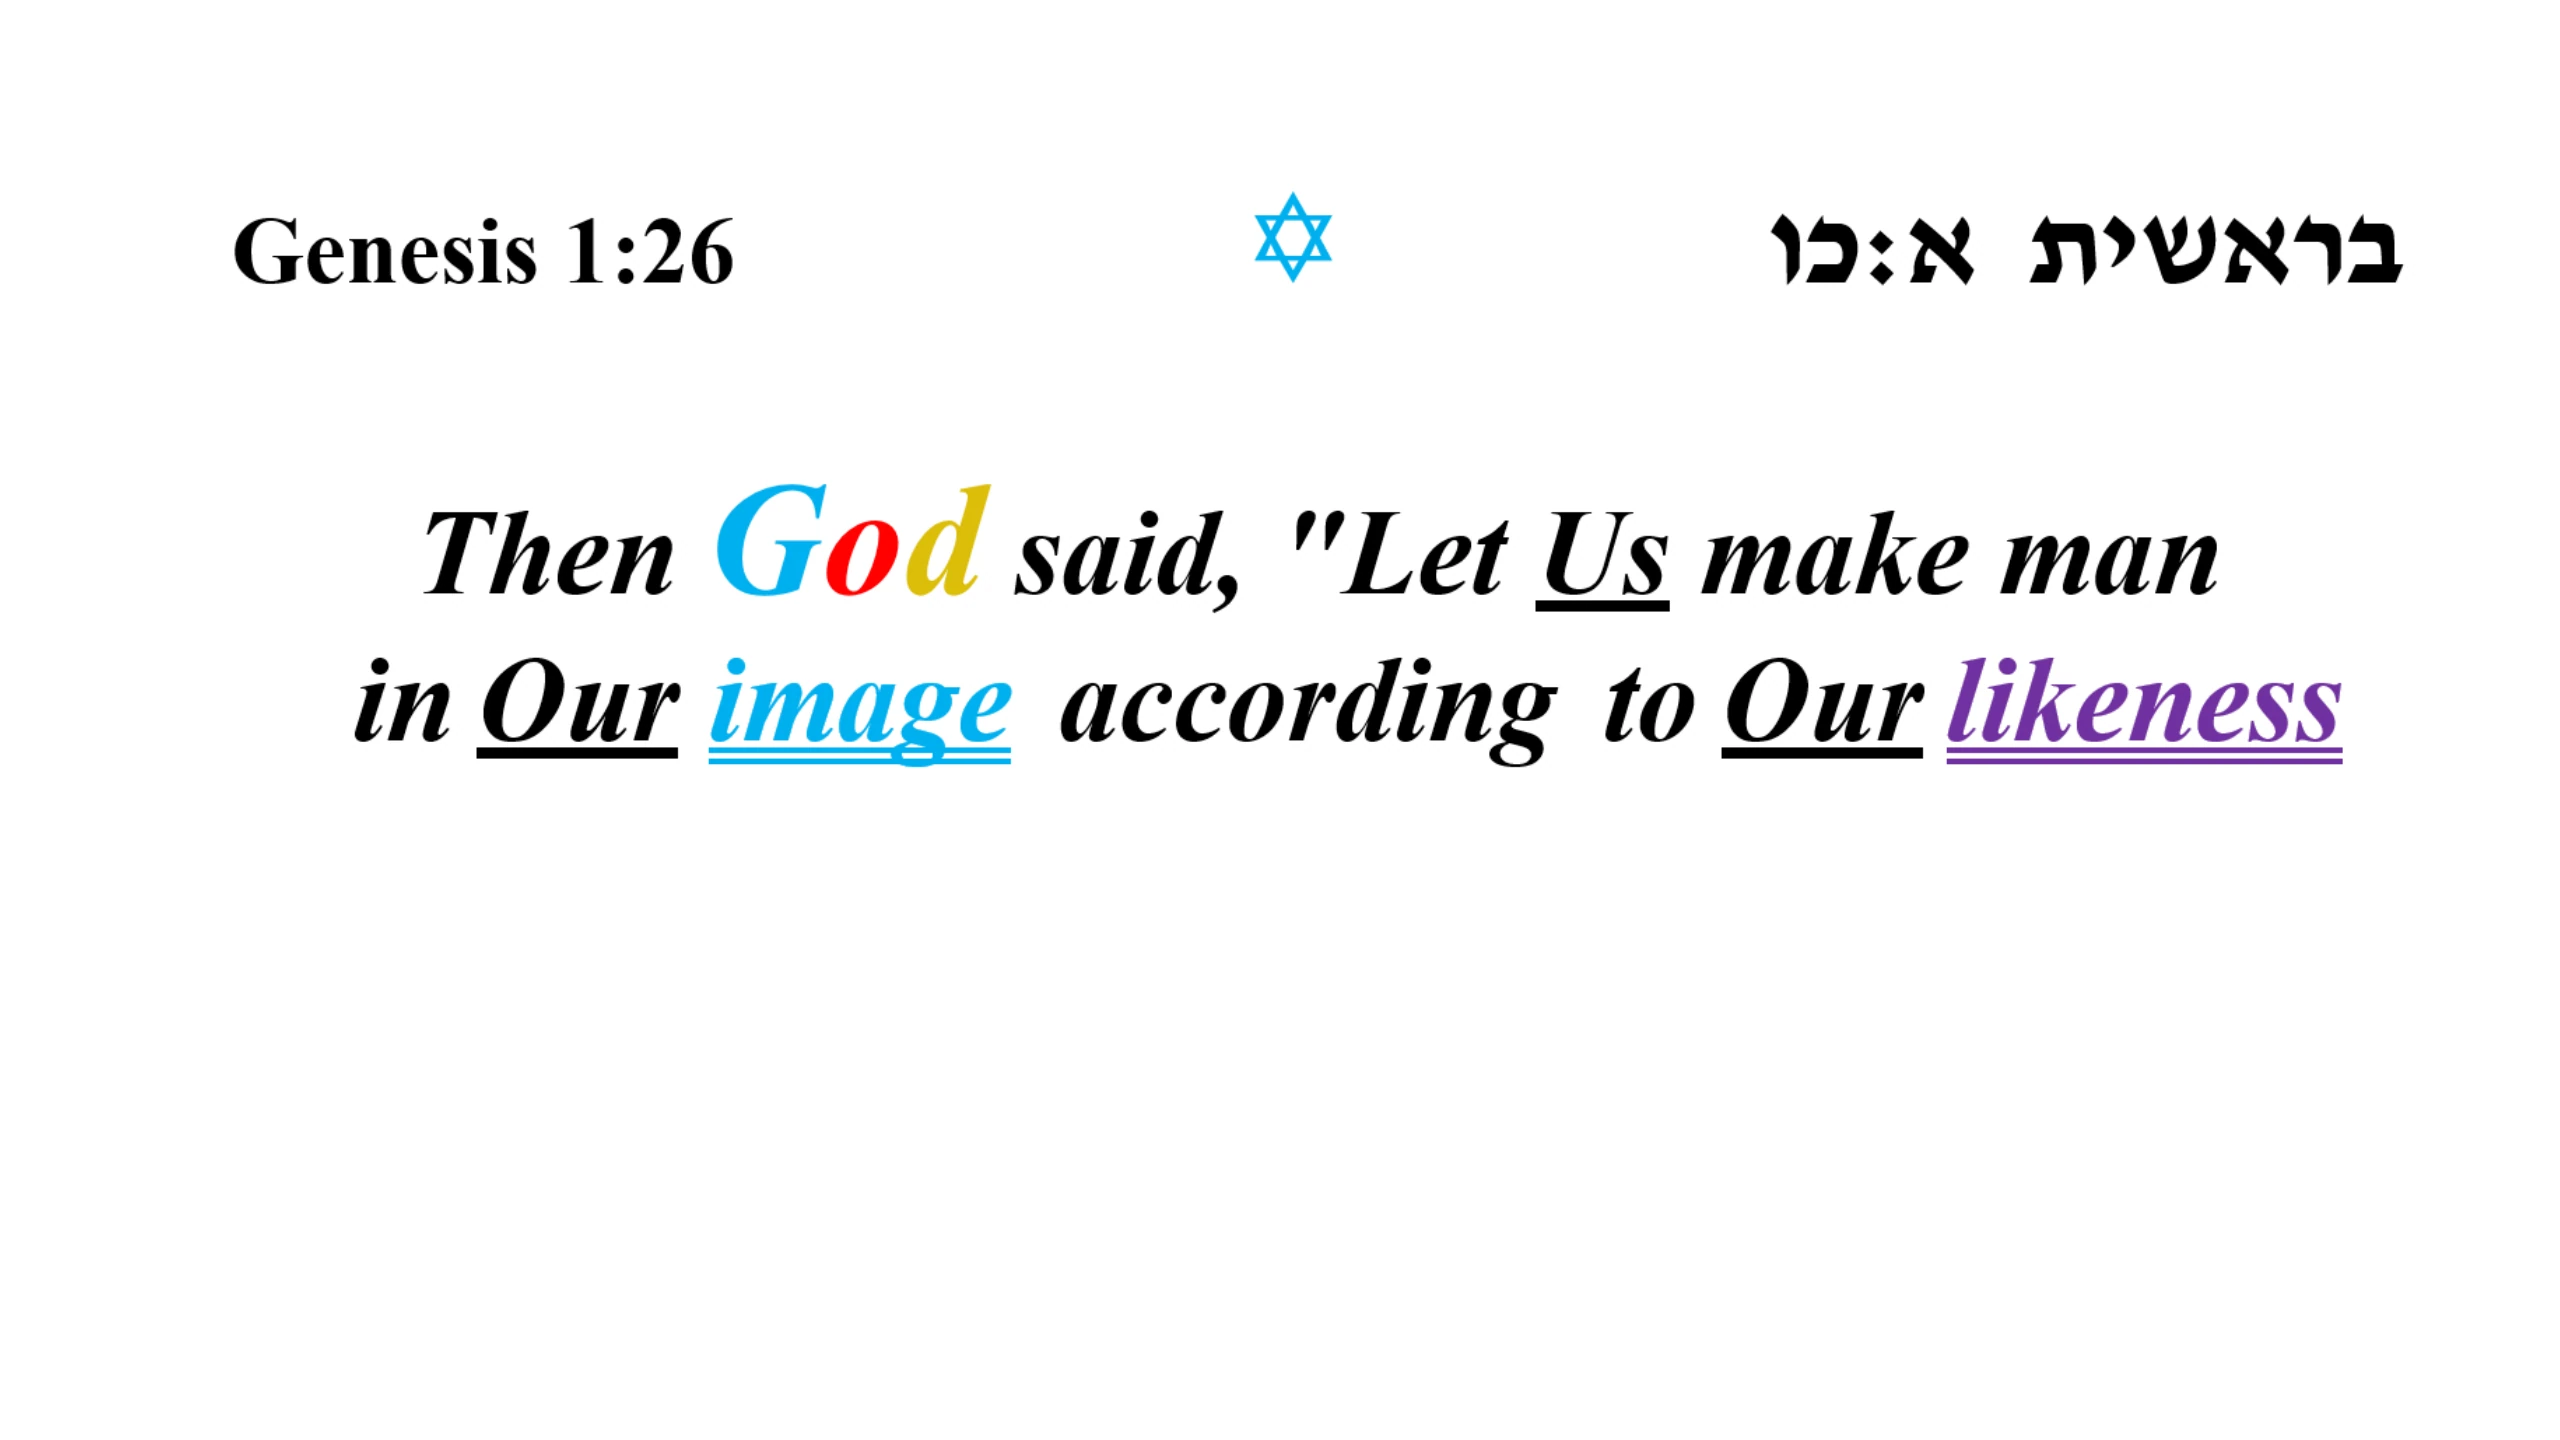 Genesis 1:26 ✡ בראשית א:כו
Then God said, "Let Us make man
in Our image according to Our likeness